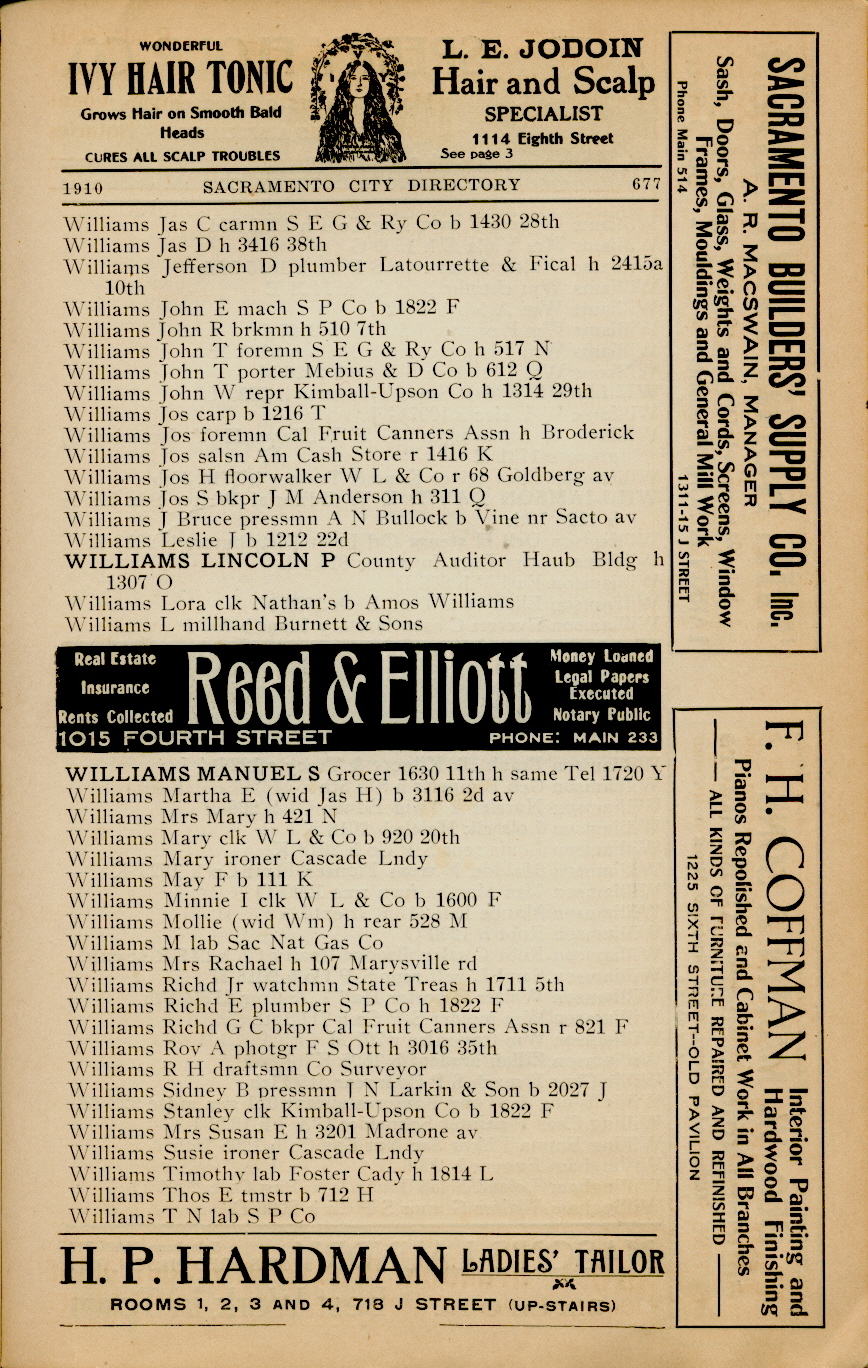 WONDERFUL
IVY HAIR TONIC
Grows Hair on Smooth Bald
Heads
CURES ALL SCALP TROUBLES
L. E. JODOIN
Hair and Scalp
SPECIALIST
1114 Eighth Street
See page 3
1910 SACRAMENTO CITY DIRECTORY 677
Williams Jas C carmn S E G & Ry Co b 1430 28th
Williams Jas D h 3416 38th
Williams Jefferson D plumber Latourrette & Fical h 2415a
10th
Williams John E mach S P Co b 1822 F
Williams John R brkmn h 510 7th
Williams John T foremn S E G & Ry Co h 517 N
Williams John T porter Mebius & D Co b 612 Q
Williams John W repr Kimball-Upson Co h 1314 29th
Williams Jos carp b 1216 T
Williams Jos foremn Cal Fruit Canners Assn h Broderick
Williams Jos salsn Am Cash Store r 1416 K
Williams Jos H floorwalker W L & Co r 68 Goldberg av
Williams Jos S bkpr J M Anderson h 311 Q
Williams J Bruce pressmn A N Bullock b Vine nr Sacto av
Williams Leslie J b 1212 22d
WILLIAMS LINCOLN P County Auditor Haub Bldg h
1307 O
Williams Lora clk Nathan's b Amos Williams
Williams L millhand Burnett & Sons
Real Estate
Insurance
Rents Collected
Reed & Elliott
Money Loaned
Legal Papers
Executed
Notary Public
1015 FOURTH STREET PHONE: MAIN 233
WILLIAMS MANUEL S Grocer 1630 11th h same Tel 1720 Y
Williams Martha E (wid Jas H) b 3116 2d av
Williams Mrs Mary h 421 N
Williams Mary clk W L & Co b 920 20th
Williams Mary ironer Cascade Lndy
Williams May F b 111 K
Williams Minnie I clk W L & Co b 1600 F
Williams Mollie (wid Wm) h rear 528 M
Williams M lab Sac Nat Gas Co
Williams Mrs Rachael h 107 Marysville rd
Williams Richd Jr watchmn State Treas h 1711 5th
Williams Richd E plumber S P Co h 1822 F
Williams Richd G C bkpr Cal Fruit Canners Assn r 821 F
Williams Roy A photgr F S Ott h 3016 35th
Williams R H draftsmn Co Surveyor
Williams Sidney B pressmn J N Larkin & Son b 2027 J
Williams Stanley clk Kimball-Upson Co b 1822 F
Williams Mrs Susan E h 3201 Madrone av
Williams Susie ironer Cascade Lndy
Williams Timothy lab Foster Cady h 1814 L
Williams Thos E tmstr b 712 H
Williams T N lab S P Co
H. P. HARDMAN LADIES' TAILOR
ROOMS 1, 2, 3 AND 4, 718 J STREET (UP-STAIRS)
SACRAMENTO BUILDERS' SUPPLY CO. Inc.
A. R. MACSWAIN, MANAGER
Sash, Doors, Glass, Weights and Cords, Screens, Window
Frames, Mouldings and General Mill Work
Phone Main 514 1311-15 J STREET
F. H. COFFMAN Interior Painting and
Hardwood Finishing
Pianos Repolished and Cabinet Work in All Branches
ALL KINDS OF FURNITURE REPAIRED AND REFINISHED
1225 SIXTH STREET--OLD PAVILION